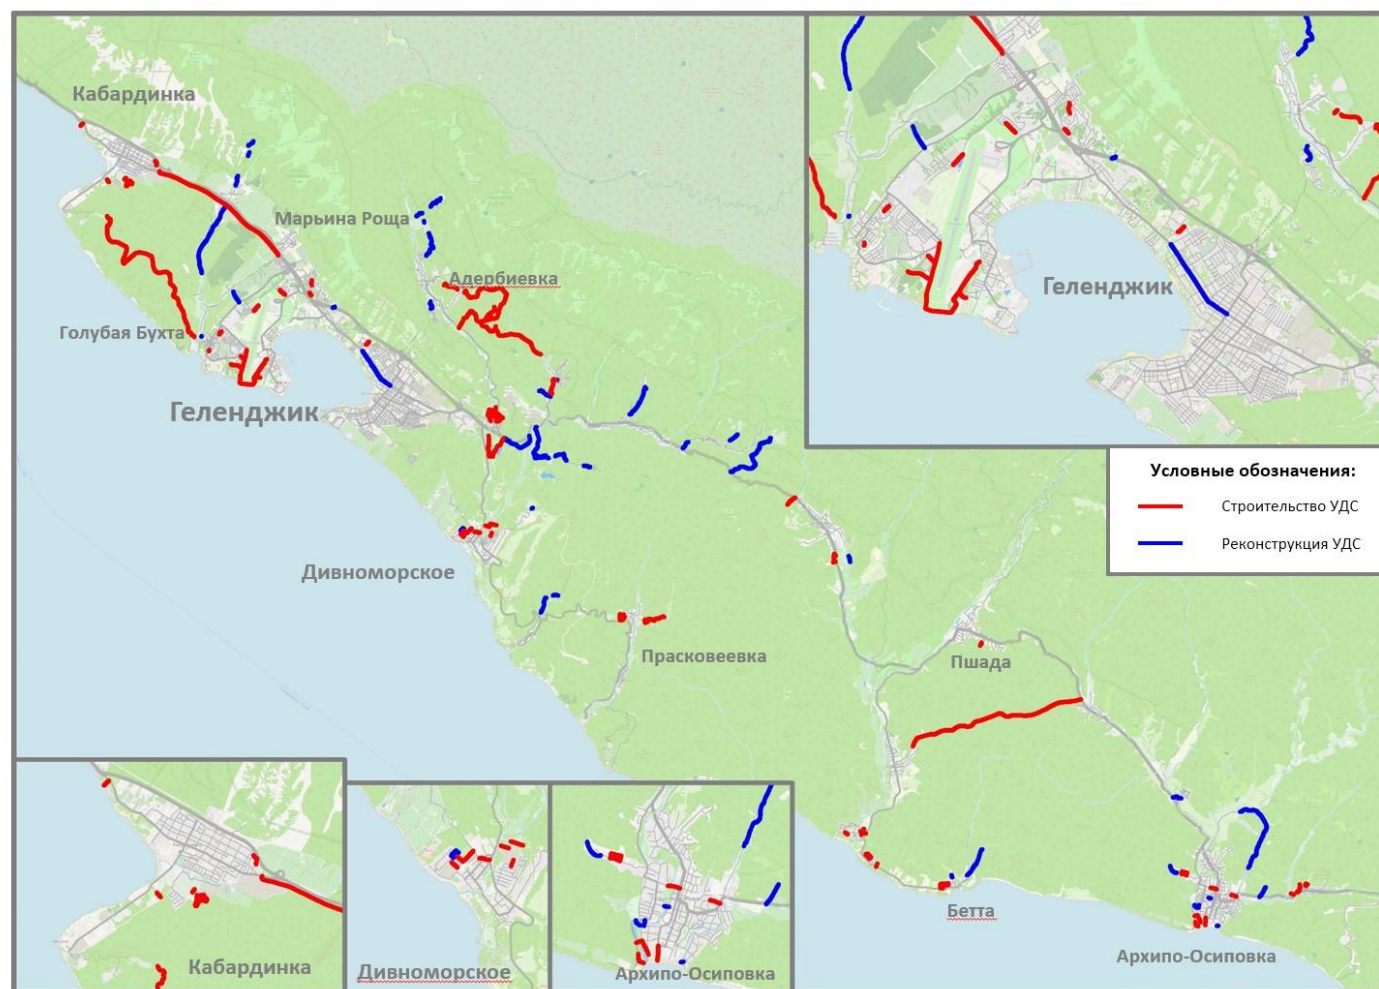 Кабардинка
Марьина Роща
Адербиевка
Голубая Бухта
Геленджик
Геленджик
Условные обозначения:
Строительство УДС
Реконструкция УДС
Дивноморское
Прасковеевка
Пшада
Бетта
Архипо-Осиповка
Кабардинка
Дивноморское
Архипо-Осиповка